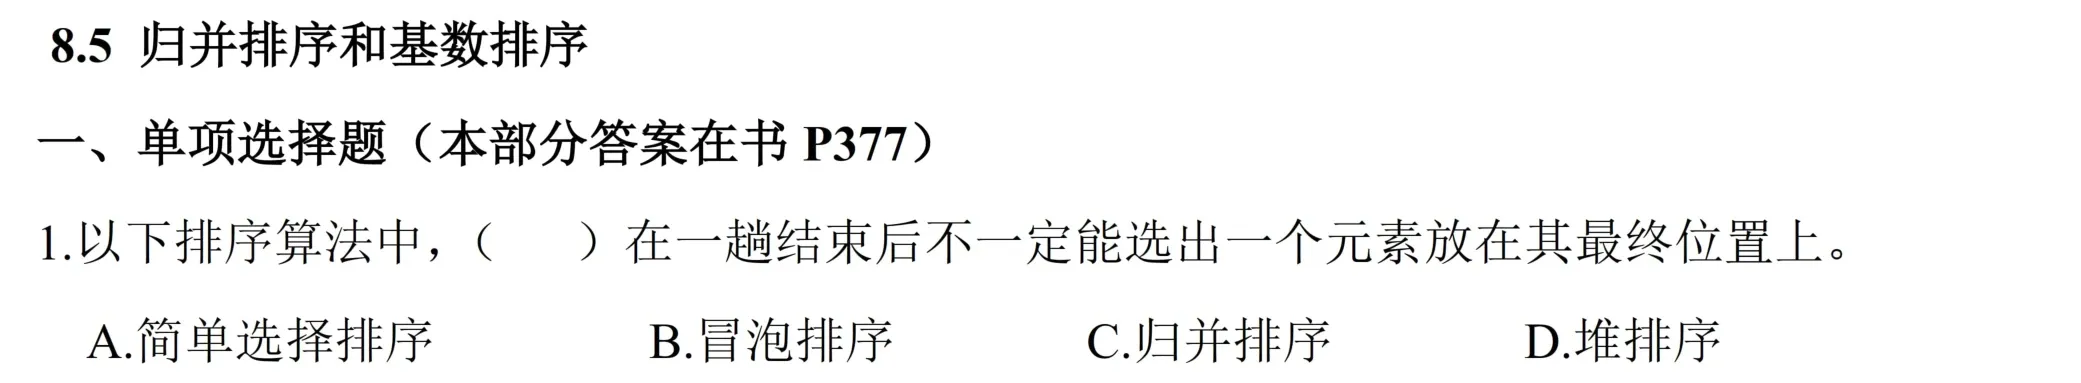 8.5 归并排序和基数排序
一、单项选择题（本部分答案在书 P377）
1.以下排序算法中，（　　）在一趟结束后不一定能选出一个元素放在其最终位置上。
A.简单选择排序 B.冒泡排序 C.归并排序 D.堆排序